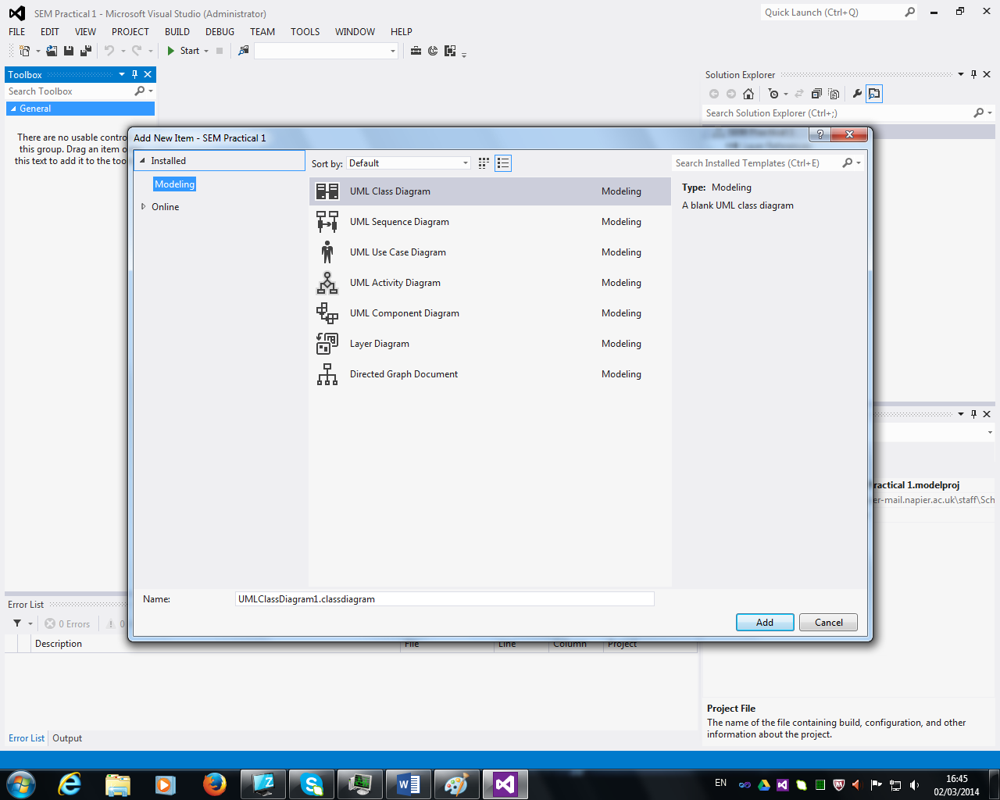 SEM Practical 1 - Microsoft Visual Studio (Administrator)
Quick Launch (Ctrl+Q)
FILE EDIT VIEW PROJECT BUILD DEBUG TEAM TOOLS WINDOW HELP
Start
Toolbox
Search Toolbox
General
There are no usable contro
this group. Drag an item o
this text to add it to the too
Solution Explorer
Search Solution Explorer (Ctrl+;)
Add New Item - SEM Practical 1
Installed
Modeling
Online
Sort by: Default
Search Installed Templates (Ctrl+E)
UML Class Diagram Modeling
UML Sequence Diagram Modeling
UML Use Case Diagram Modeling
UML Activity Diagram Modeling
UML Component Diagram Modeling
Layer Diagram Modeling
Directed Graph Document Modeling
Type: Modeling
A blank UML class diagram
Name: UMLClassDiagram1.classdiagram
Add Cancel
ractical 1.modelproj
er-mail.napier.ac.uk\staff\Sch
Error List
0 Errors 0
Description File Line Column Project
Project File
The name of the file containing build, configuration, and other
information about the project.
Error List Output
EN
16:45
02/03/2014